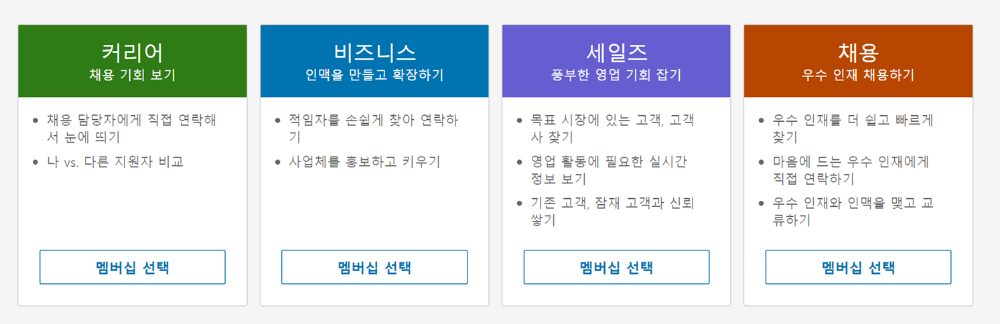 커리어
채용 기회 보기
• 채용 담당자에게 직접 연락해
서 눈에 띄기
• 나 vs. 다른 지원자 비교
멤버십 선택
비즈니스
인맥을 만들고 확장하기
• 적임자를 손쉽게 찾아 연락하
기
• 사업체를 홍보하고 키우기
멤버십 선택
세일즈
풍부한 영업 기회 잡기
• 목표 시장에 있는 고객, 고객
사 찾기
• 영업 활동에 필요한 실시간
정보 보기
• 기존 고객, 잠재 고객과 신뢰
쌓기
멤버십 선택
채용
우수 인재 채용하기
• 우수 인재를 더 쉽고 빠르게
찾기
• 마음에 드는 우수 인재에게
직접 연락하기
• 우수 인재와 인맥을 맺고 교
류하기
멤버십 선택